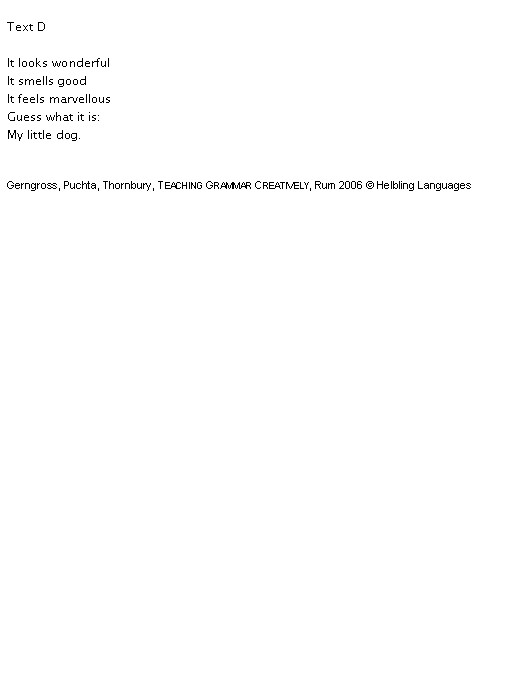 Text D
It looks wonderful
It smells good
It feels marvellous
Guess what it is:
My little dog.
Gerngross, Puchta, Thornbury, TEACHING GRAMMAR CREATIVELY, Rum 2006 © Helbling Languages